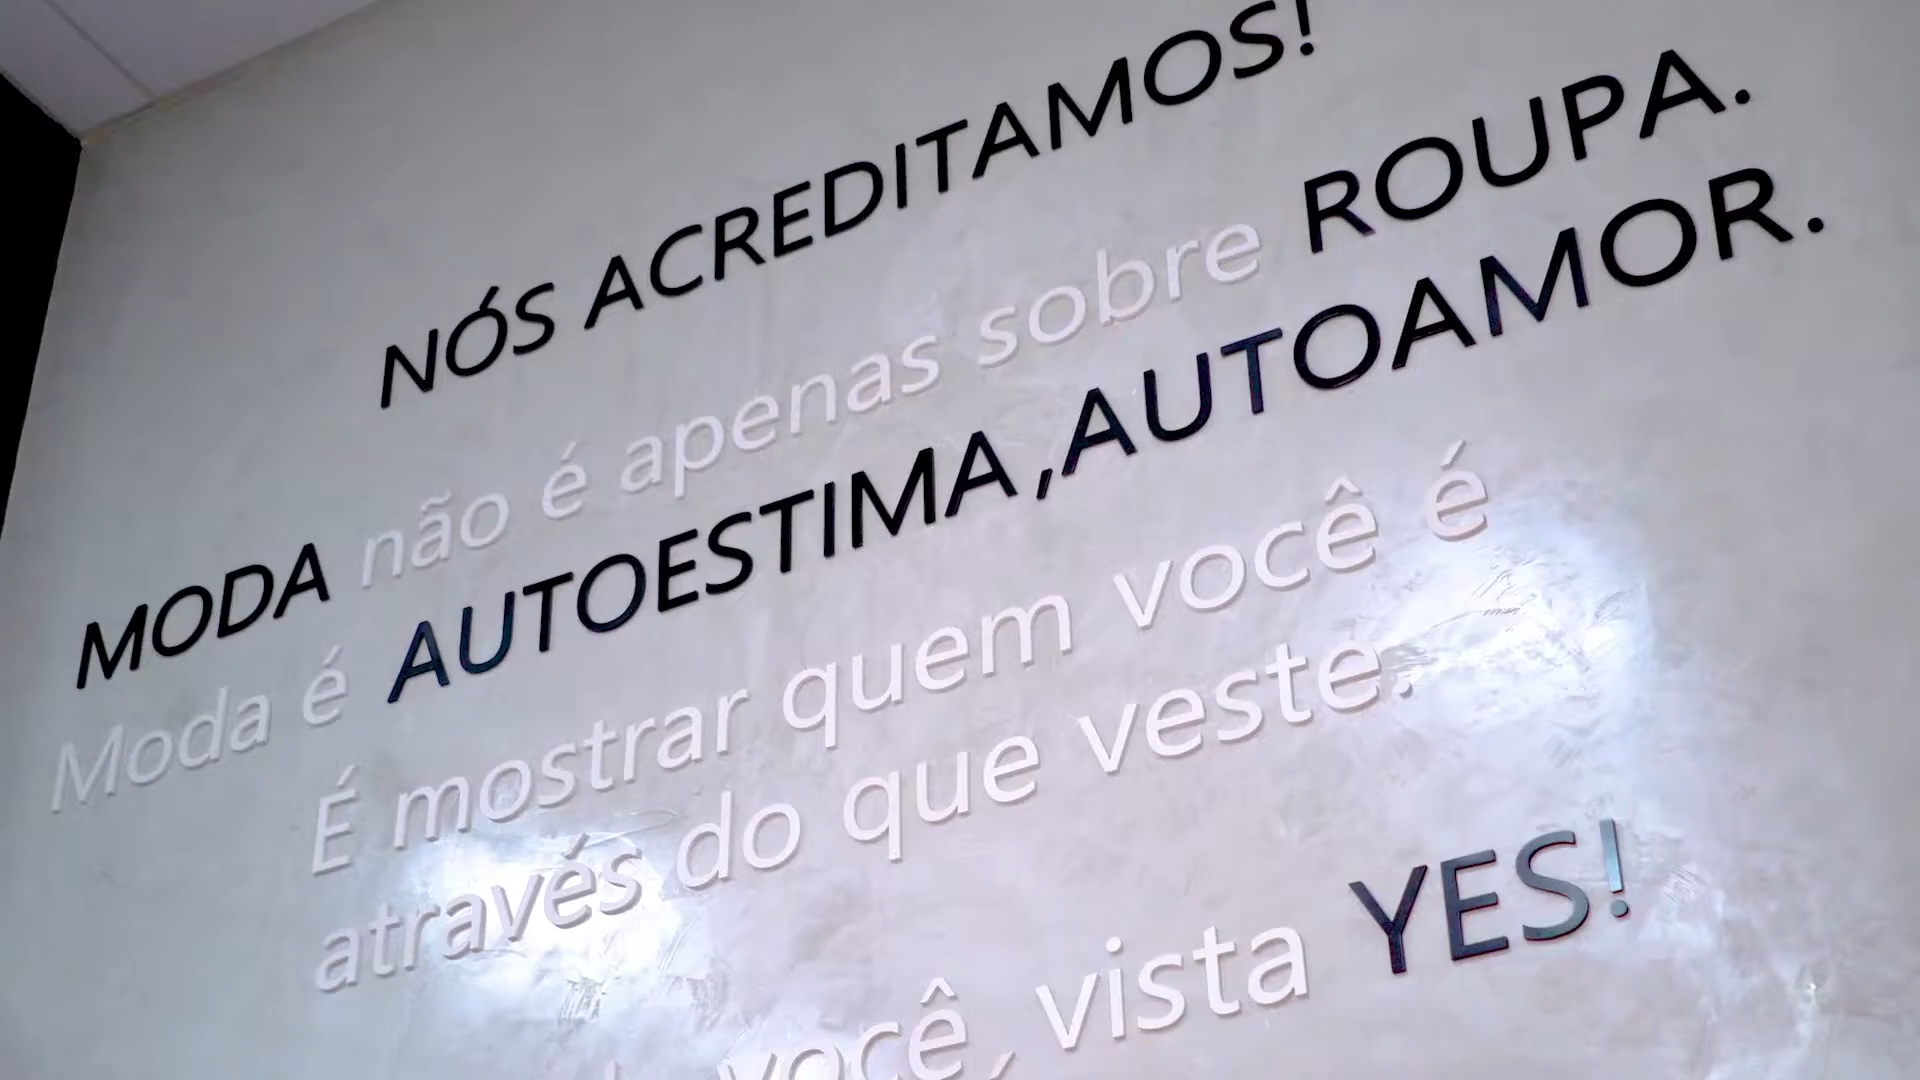 NÓS ACREDITAMOS!
MODA não é apenas sobre ROUPA.
Moda é AUTOESTIMA, AUTOAMOR.
É mostrar quem você é
através do que veste.
você, vista YES!